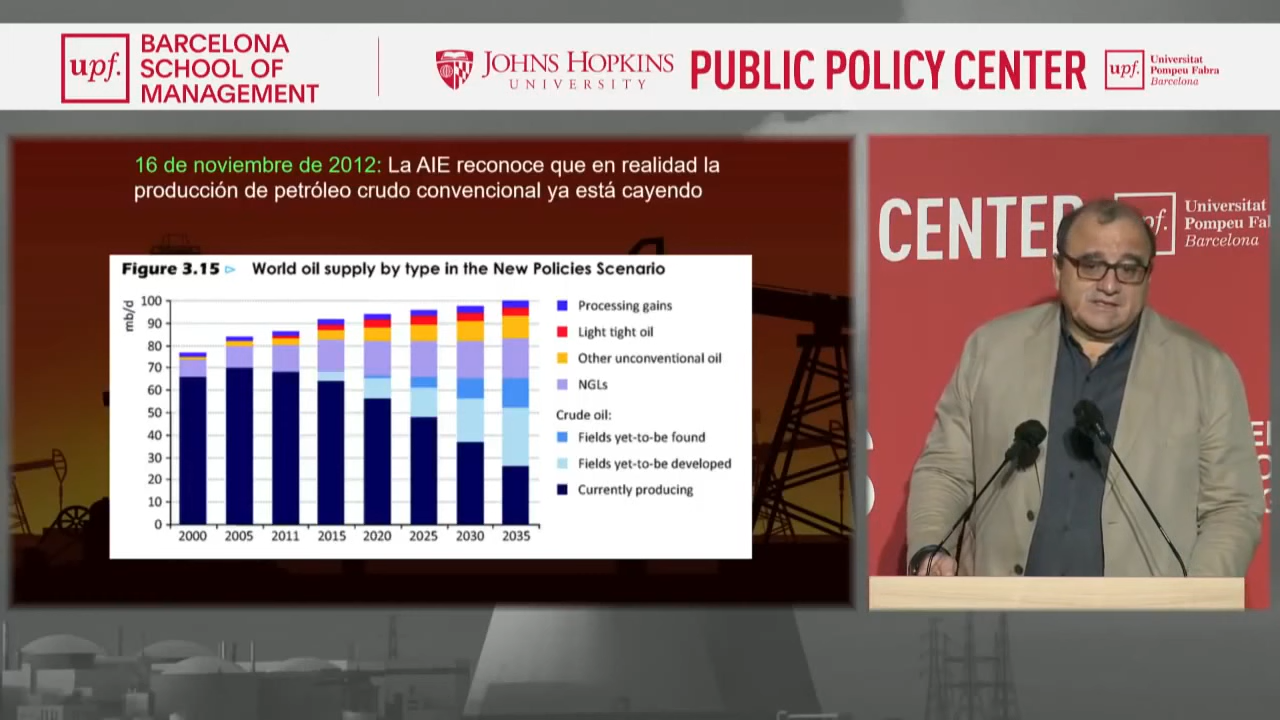 upf.
BARCELONA
SCHOOL OF
MANAGEMENT
JOHNS HOPKINS
UNIVERSITY
PUBLIC POLICY CENTER
upf.
Universitat
Pompeu Fabra
Barcelona
16 de noviembre de 2012: La AIE reconoce que en realidad la
producción de petróleo crudo convencional ya está cayendo
Figure 3.15 ▷ World oil supply by type in the New Policies Scenario
mb/d
100
90
80
70
60
50
40
30
20
10
0
2000 2005 2011 2015 2020 2025 2030 2035
Processing gains
Light tight oil
Other unconventional oil
NGLs
Crude oil:
Fields yet-to-be found
Fields yet-to-be developed
Currently producing
CENTER
upf.
Universitat
Pompeu Fa
Barcelona